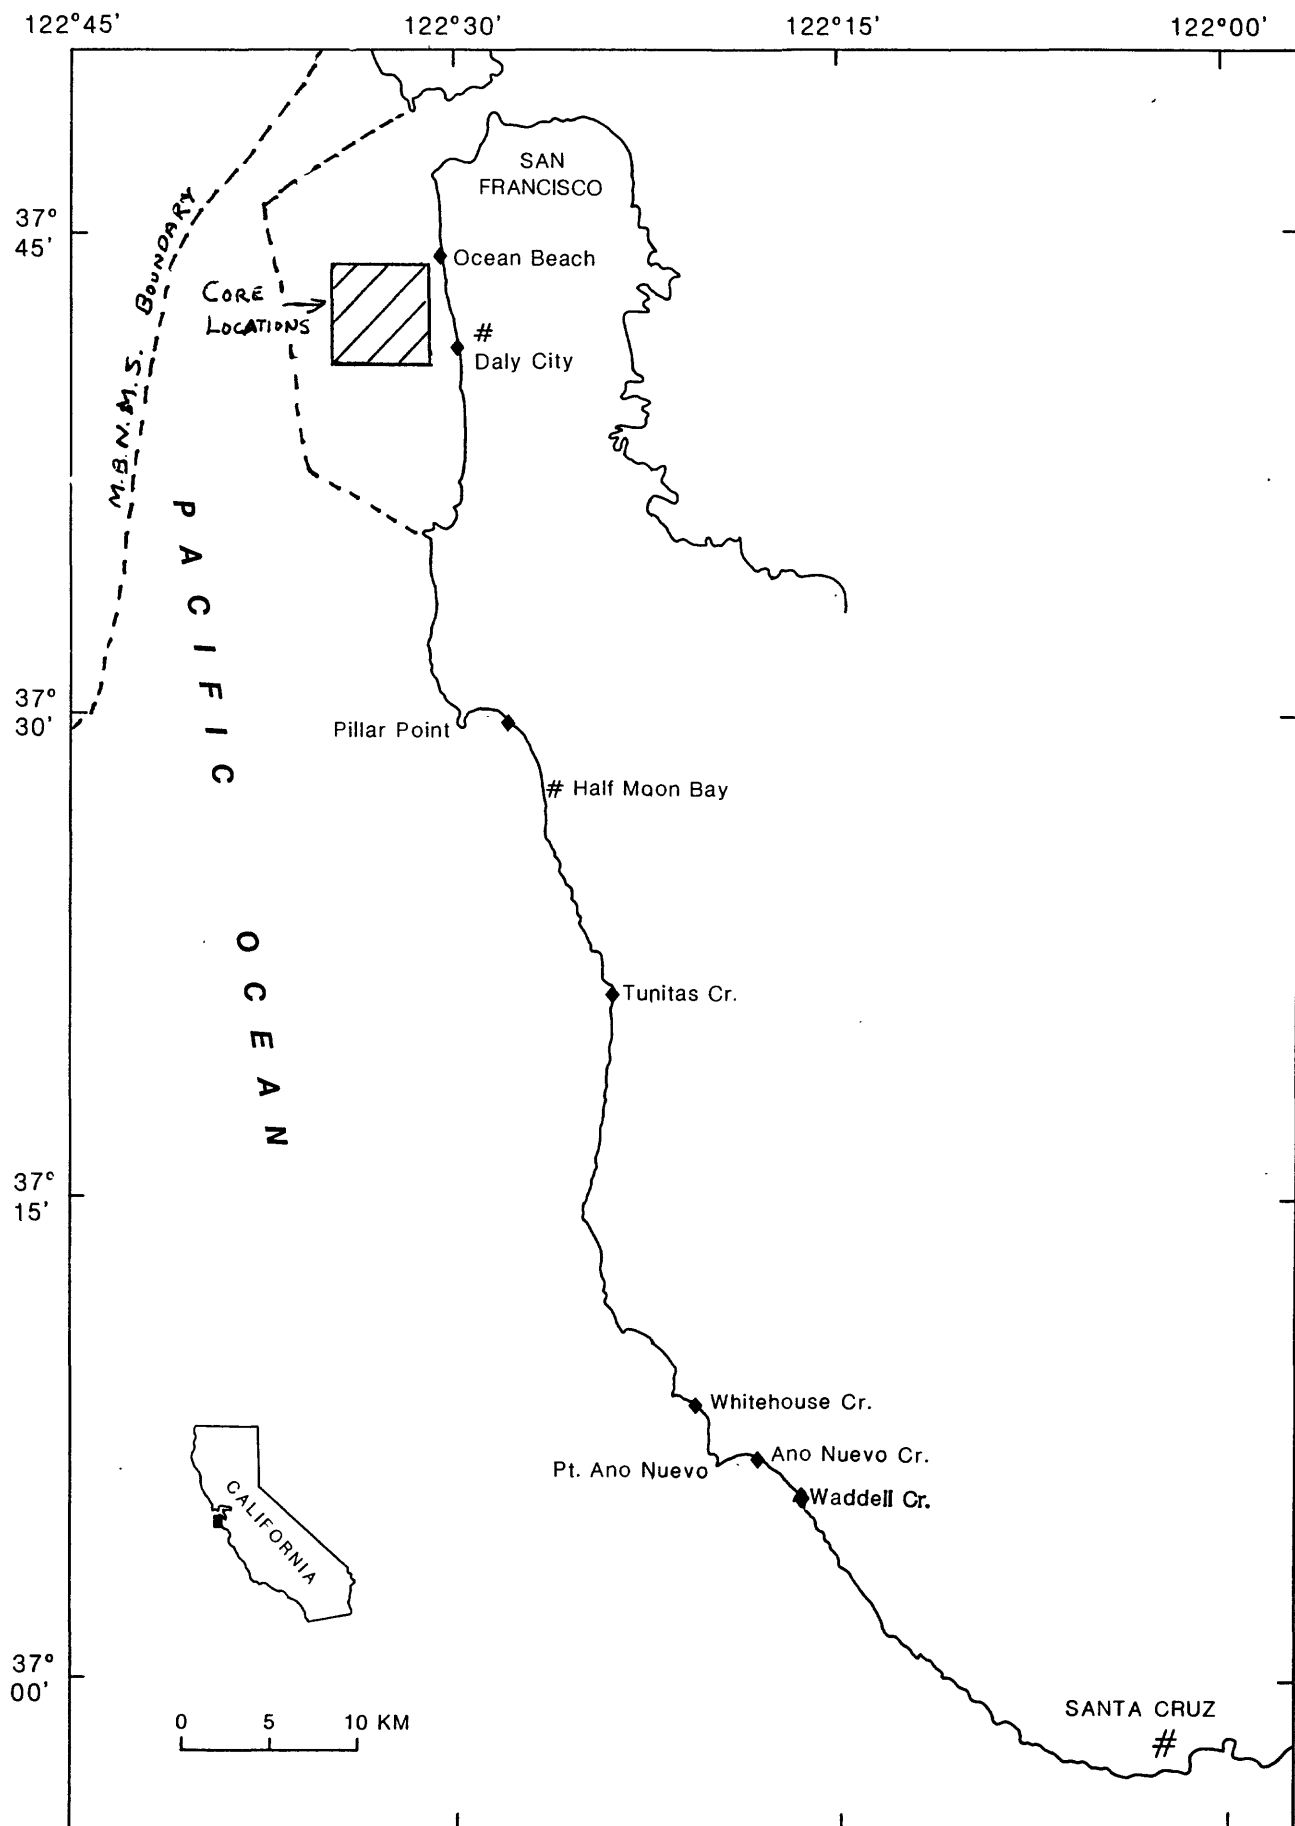 122°45' 122°30' 122°15' 122°00'
SAN
FRANCISCO
37°
45'
Ocean Beach
M.B.N.M.S. BOUNDARY
CORE
LOCATIONS
#
Daly City
PACIFIC
37°
30'
Pillar Point
# Half Moon Bay
OCEAN
Tunitas Cr.
37°
15'
Whitehouse Cr.
Ano Nuevo Cr.
Pt. Ano Nuevo
Waddell Cr.
CALIFORNIA
37°
00'
SANTA CRUZ
#
0 5 10 KM